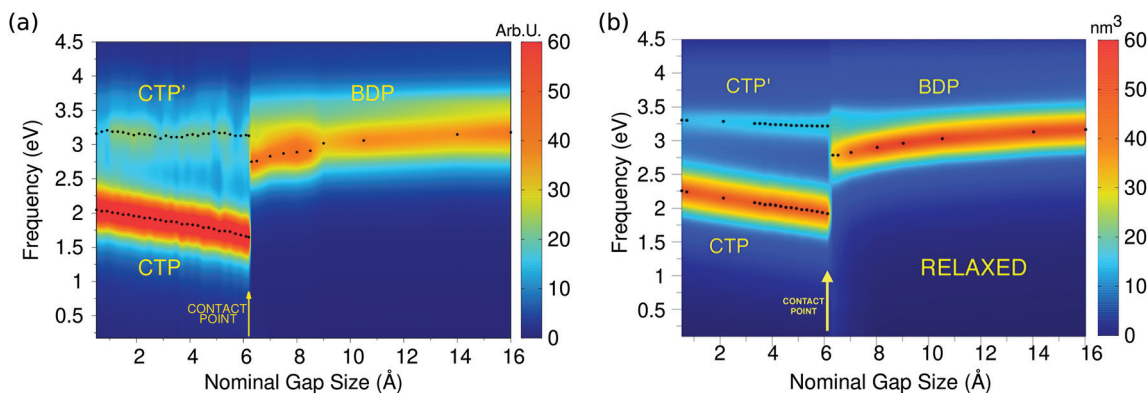 (a)
Arb.U.
4.5
4
3.5
3
2.5
2
1.5
1
0.5
Frequency (eV)
CTP'
BDP
CTP
CONTACT
POINT
2
4
6
8
10
12
14
16
Nominal Gap Size (Å)
60
50
40
30
20
10
0
(b)
nm3
4.5
4
3.5
3
2.5
2
1.5
1
0.5
Frequency (eV)
CTP'
BDP
CTP
RELAXED
CONTACT
POINT
2
4
6
8
10
12
14
16
Nominal Gap Size (Å)
60
50
40
30
20
10
0